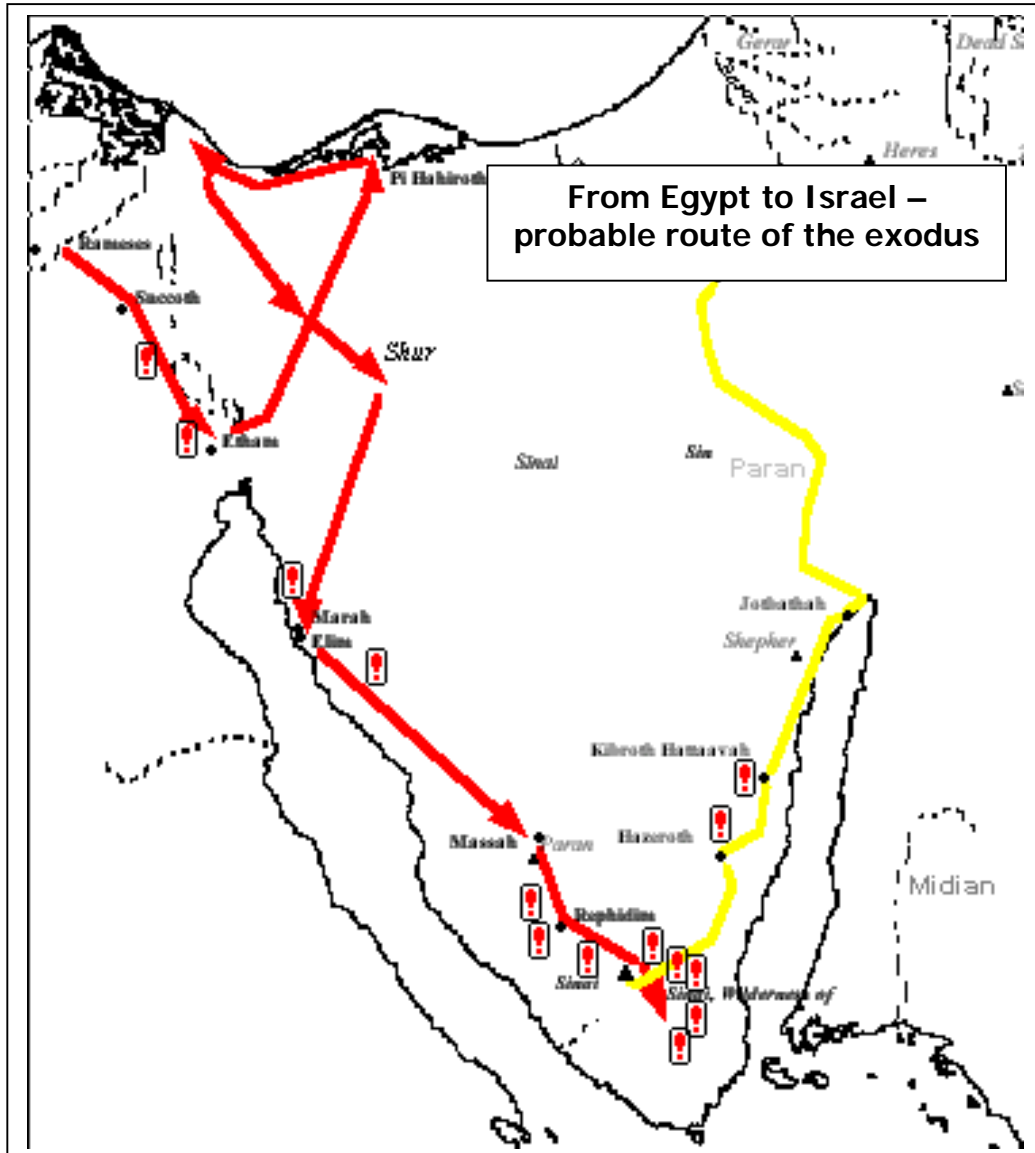 Gerar
Dead Se
Heres
Pi Hahiroth
From Egypt to Israel –
probable route of the exodus
Rameses
Succoth
Shur
Etham
Sinai
Sin
Paran
Marah
Elim
Jotbathah
Shepher
Kibroth Hattaavah
Massah
Paran
Hazeroth
Midian
Rephidim
Sinai
Sinai, Wilderness of